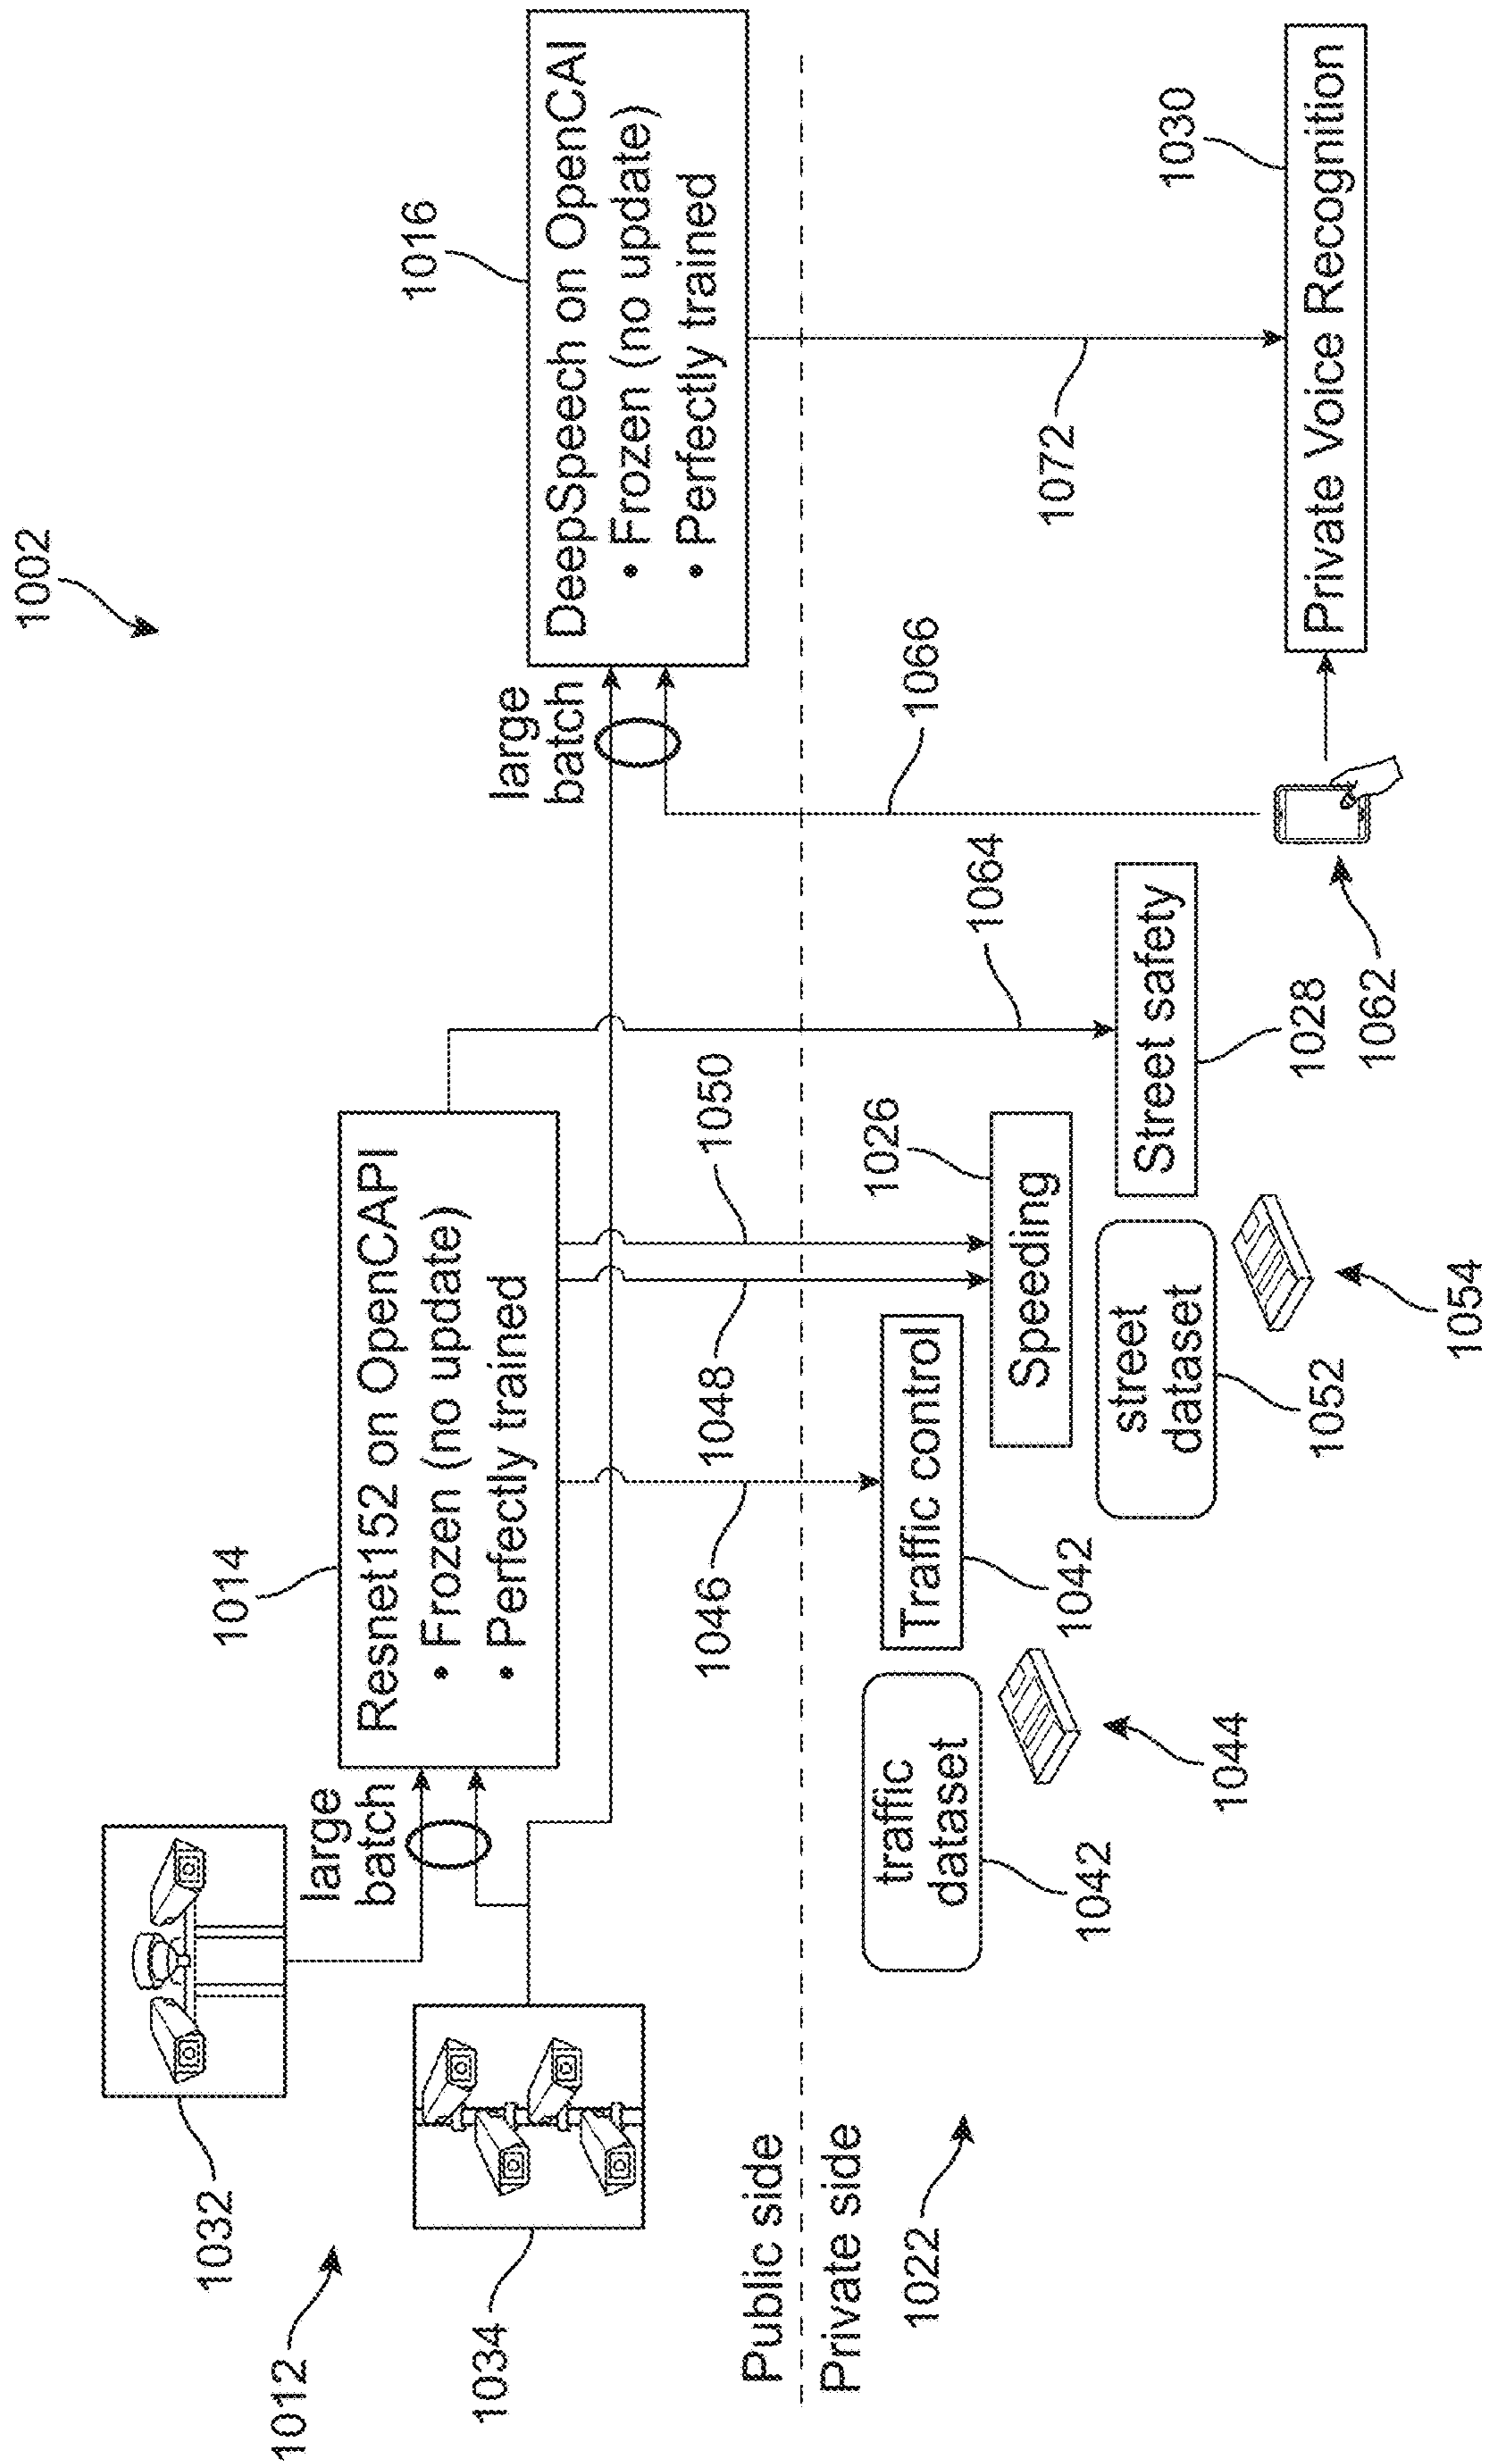 1002
1012
1032
1034
large
batch
1014
Resnet152 on OpenCAPI
• Frozen (no update)
• Perfectly trained
large
batch
1016
DeepSpeech on OpenCAI
• Frozen (no update)
• Perfectly trained
1046
1048
1050
1064
1066
1072
Public side
Private side
1022
traffic
dataset
1042
1044
Traffic control
1042
Speeding
1026
street
dataset
1052
1054
Street safety
1028
1062
Private Voice Recognition
1030